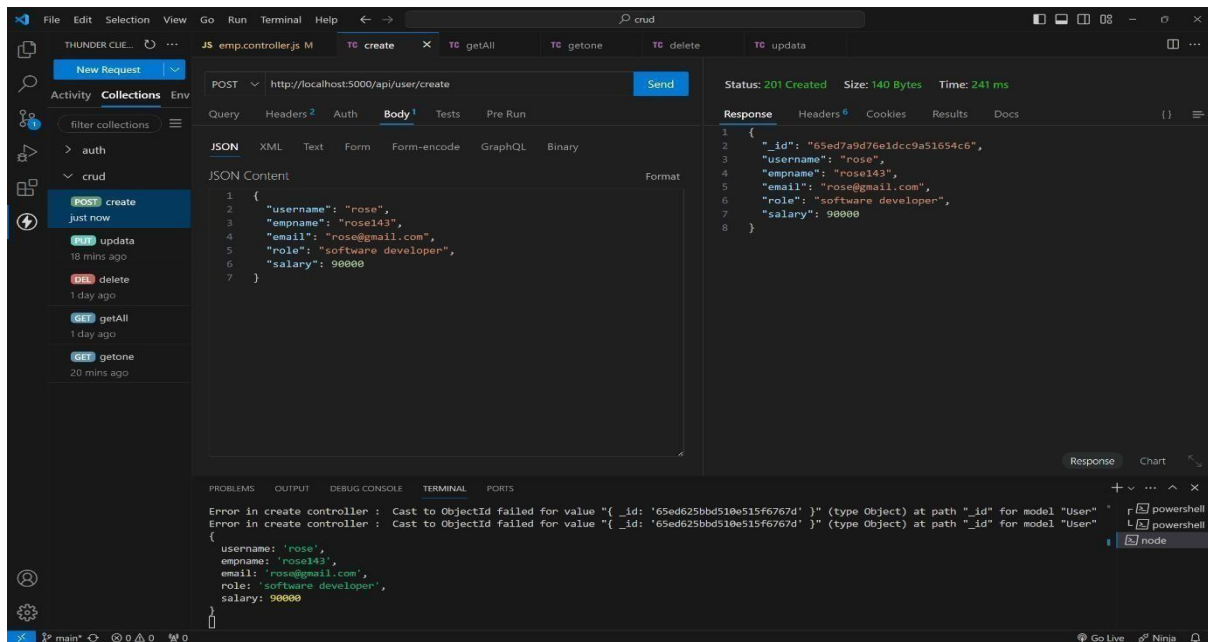 File Edit Selection View Go Run Terminal Help crud
THUNDER CLIE... JS emp.controller.js M TC create TC getAll TC getone TC delete TC updata
New Request
Activity Collections Env
filter collections
auth
crud
POST create
just now
PUT updata
18 mins ago
DEL delete
1 day ago
GET getAll
1 day ago
GET getone
20 mins ago
POST http://localhost:5000/api/user/create Send
Query Headers 2 Auth Body 1 Tests Pre Run
JSON XML Text Form Form-encode GraphQL Binary
JSON Content Format
1 {
2 "username": "rose",
3 "empname": "rose143",
4 "email": "rose@gmail.com",
5 "role": "software developer",
6 "salary": 90000
7 }
Status: 201 Created Size: 140 Bytes Time: 241 ms
Response Headers 6 Cookies Results Docs {}
1 {
2 "_id": "65ed7a9d76e1dcc9a51654c6",
3 "username": "rose",
4 "empname": "rose143",
5 "email": "rose@gmail.com",
6 "role": "software developer",
7 "salary": 90000
8 }
Response Chart
PROBLEMS OUTPUT DEBUG CONSOLE TERMINAL PORTS
Error in create controller : Cast to ObjectId failed for value "{ _id: '65ed625bbd510e515f6767d' }" (type Object) at path "_id" for model "User"
Error in create controller : Cast to ObjectId failed for value "{ _id: '65ed625bbd510e515f6767d' }" (type Object) at path "_id" for model "User"
{
username: 'rose',
empname: 'rose143',
email: 'rose@gmail.com',
role: 'software developer',
salary: 90000
}
powershell
powershell
node
main* 0 0 0 Go Live Ninja